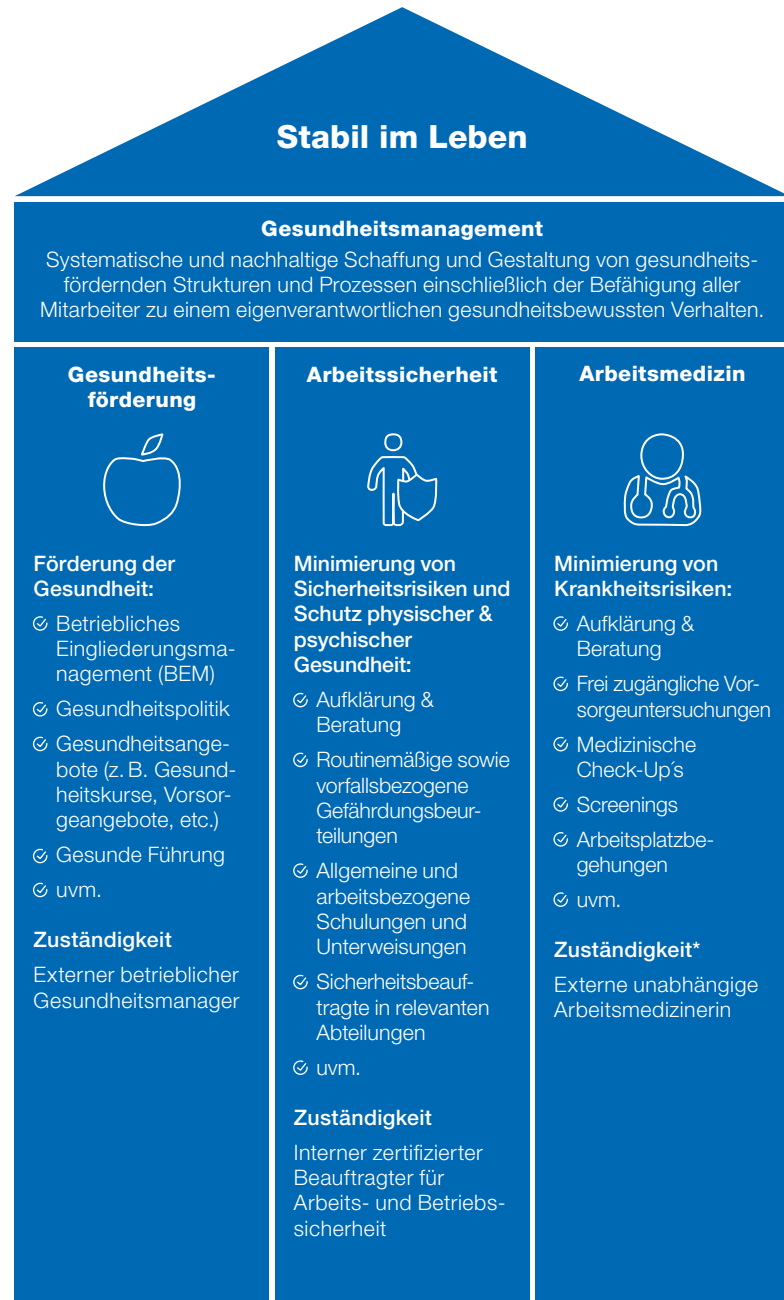 Stabil im Leben
Gesundheitsmanagement
Systematische und nachhaltige Schaffung und Gestaltung von gesundheits-
fördernden Strukturen und Prozessen einschließlich der Befähigung aller
Mitarbeiter zu einem eigenverantwortlichen gesundheitsbewussten Verhalten.
Gesundheits-
förderung
Förderung der
Gesundheit:
Betriebliches
Eingliederungsma-
nagement (BEM)
Gesundheitspolitik
Gesundheitsange-
bote (z. B. Gesund-
heitskurse, Vorsor-
geangebote, etc.)
Gesunde Führung
uvm.
Zuständigkeit
Externer betrieblicher
Gesundheitsmanager
Arbeitssicherheit
Minimierung von
Sicherheitsrisiken und
Schutz physischer &
psychischer
Gesundheit:
Aufklärung &
Beratung
Routinemäßige sowie
vorfallsbezogene
Gefährdungsbeur-
teilungen
Allgemeine und
arbeitsbezogene
Schulungen und
Unterweisungen
Sicherheitsbeauf-
tragte in relevanten
Abteilungen
uvm.
Zuständigkeit
Interner zertifizierter
Beauftragter für
Arbeits- und Betriebs-
sicherheit
Arbeitsmedizin
Minimierung von
Krankheitsrisiken:
Aufklärung &
Beratung
Frei zugängliche Vor-
sorgeuntersuchungen
Medizinische
Check-Up´s
Screenings
Arbeitsplatzbe-
gehungen
uvm.
Zuständigkeit*
Externe unabhängige
Arbeitsmedizinerin